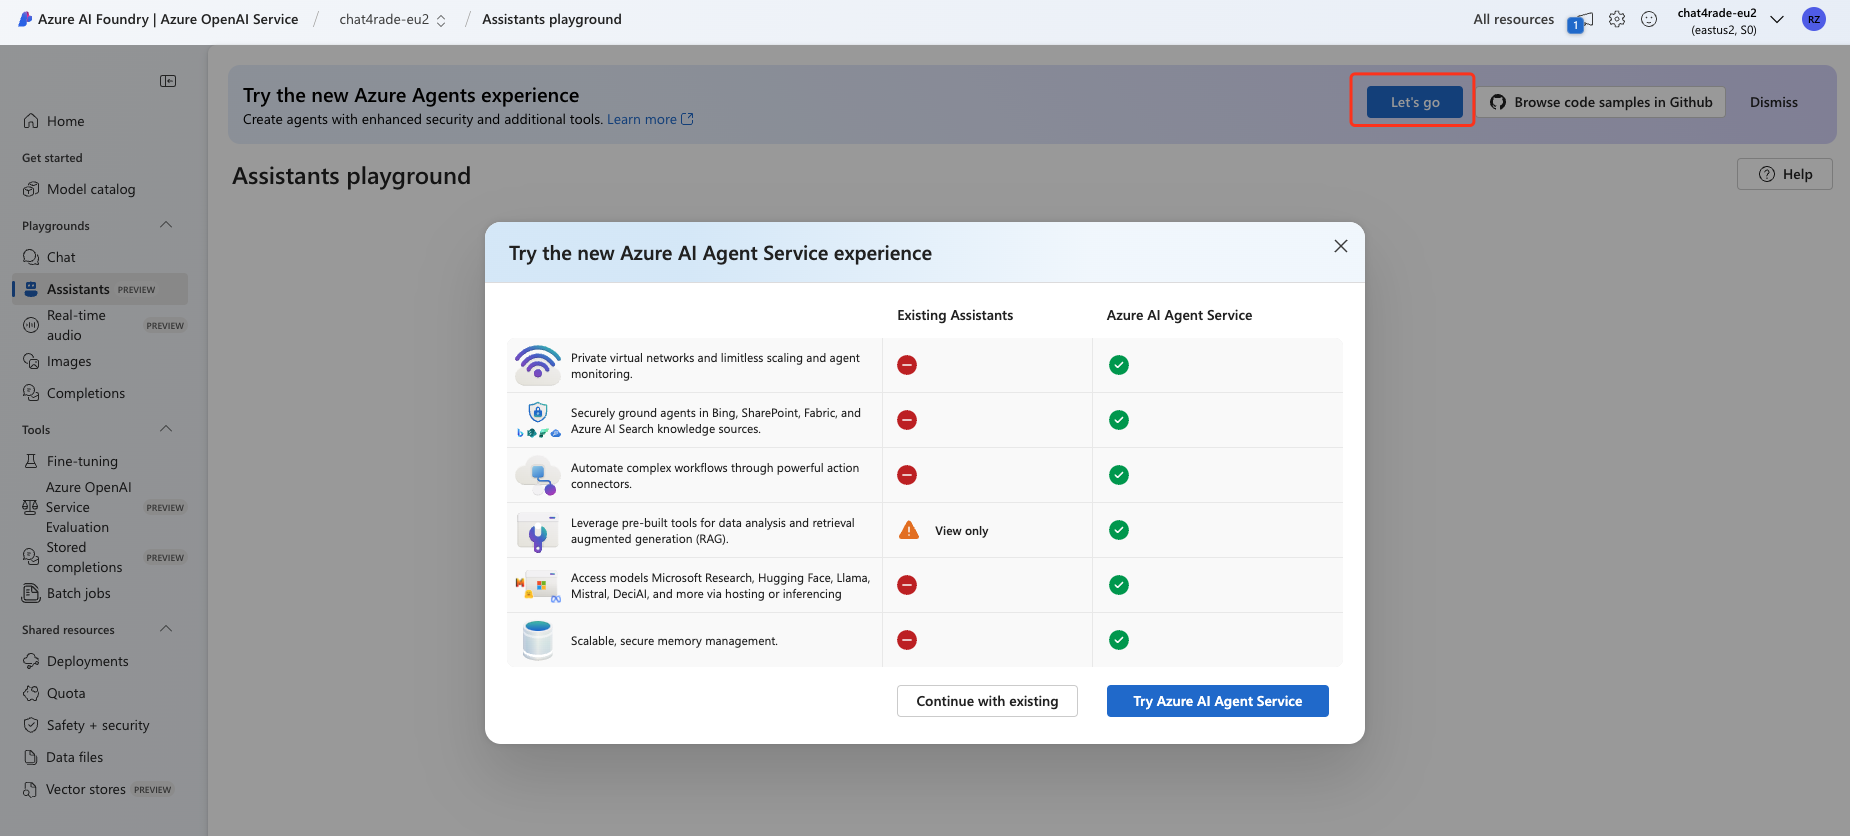 Azure AI Foundry | Azure OpenAI Service / chat4rade-eu2 / Assistants playground
All resources
1
chat4rade-eu2
(eastus2, S0)
RZ
Home
Get started
Model catalog
Playgrounds
Chat
Assistants PREVIEW
Real-time
audio
PREVIEW
Images
Completions
Tools
Fine-tuning
Azure OpenAI
Service
Evaluation
PREVIEW
Stored
completions
PREVIEW
Batch jobs
Shared resources
Deployments
Quota
Safety + security
Data files
Vector stores PREVIEW
Try the new Azure Agents experience
Create agents with enhanced security and additional tools. Learn more
Let's go
Browse code samples in Github
Dismiss
Assistants playground
Help
Try the new Azure AI Agent Service experience
Existing Assistants
Azure AI Agent Service
Private virtual networks and limitless scaling and agent
monitoring.
Securely ground agents in Bing, SharePoint, Fabric, and
Azure AI Search knowledge sources.
Automate complex workflows through powerful action
connectors.
Leverage pre-built tools for data analysis and retrieval
augmented generation (RAG).
View only
Access models Microsoft Research, Hugging Face, Llama,
Mistral, DeciAI, and more via hosting or inferencing
Scalable, secure memory management.
Continue with existing
Try Azure AI Agent Service